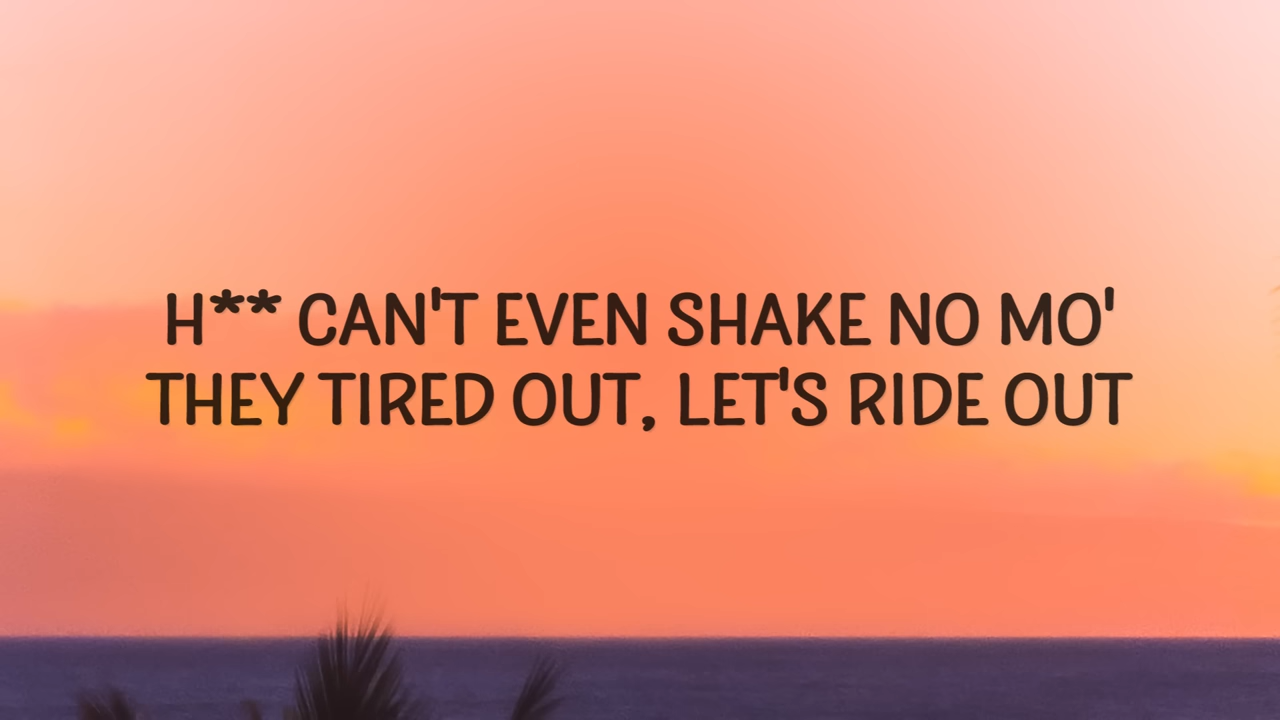 H** CAN'T EVEN SHAKE NO MO'
THEY TIRED OUT, LET'S RIDE OUT